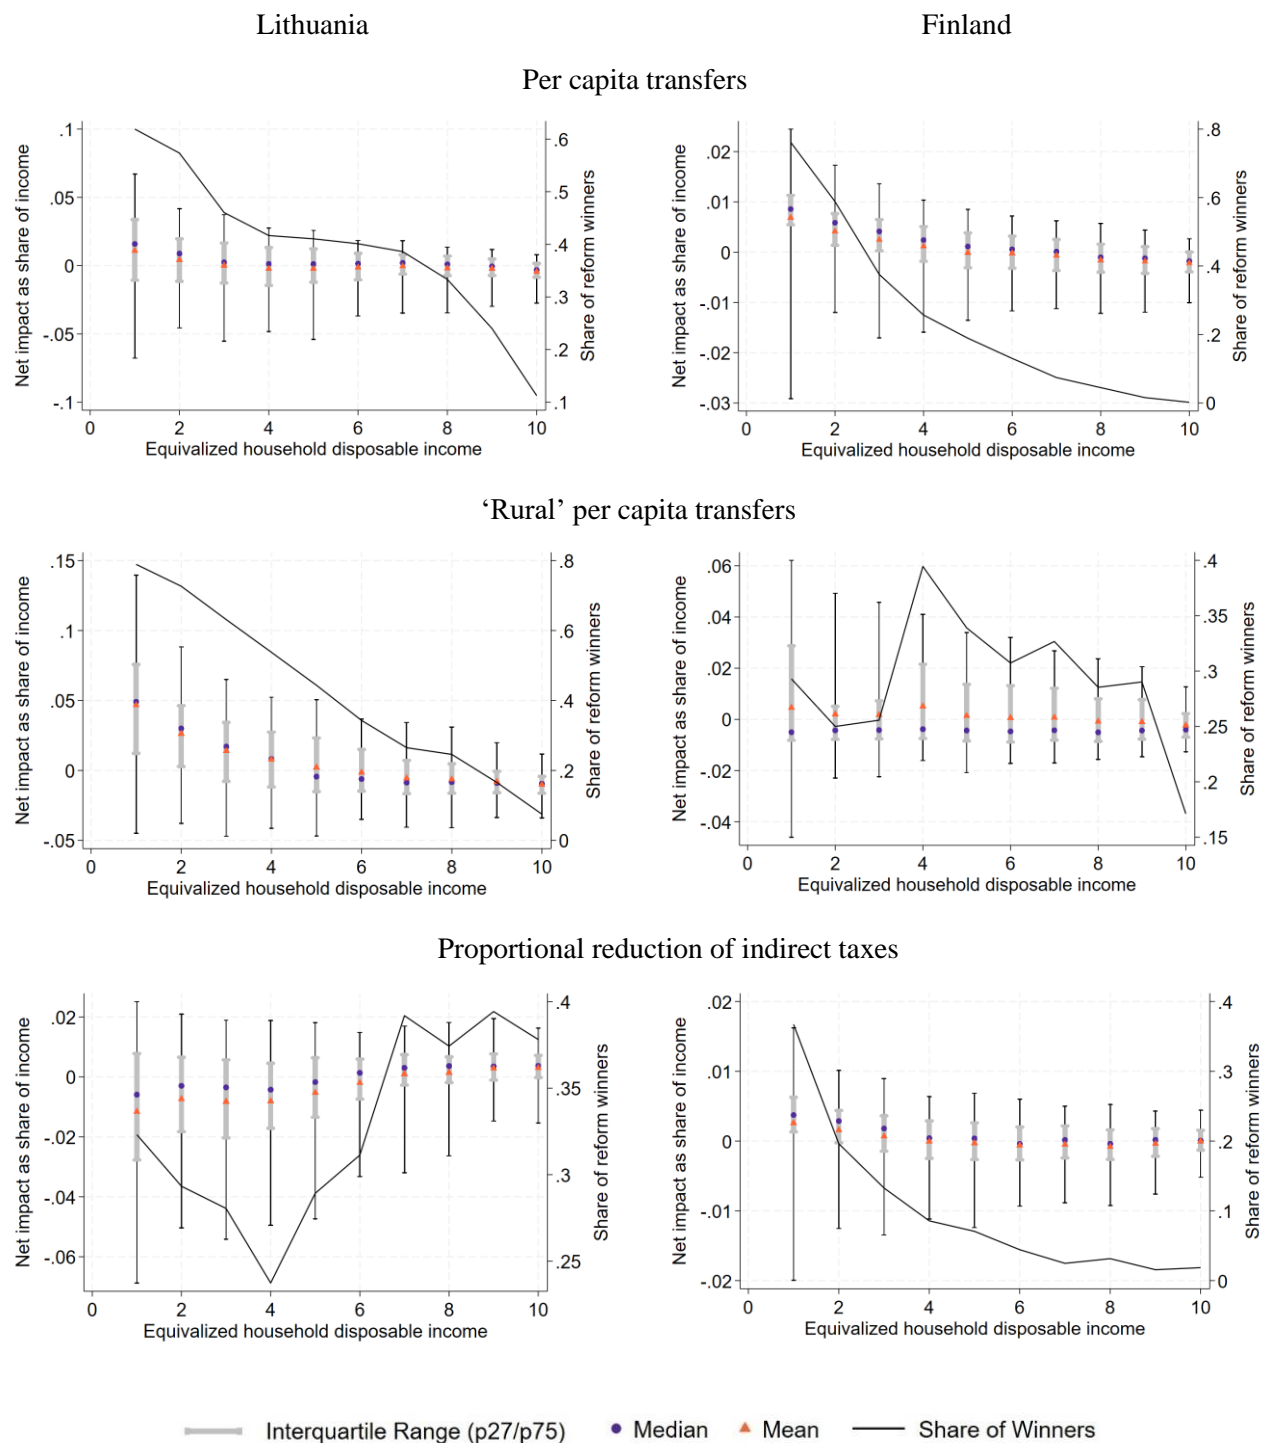 Lithuania Finland
Per capita transfers
Net impact as share of income
.1
.05
0
-.05
-.1
.6
.5
.4
.3
.2
.1
Share of reform winners
0 2 4 6 8 10
Equivalized household disposable income
Net impact as share of income
.02
.01
0
-.01
-.02
-.03
.8
.6
.4
.2
0
Share of reform winners
0 2 4 6 8 10
Equivalized household disposable income
‘Rural’ per capita transfers
Net impact as share of income
.15
.1
.05
0
-.05
.8
.6
.4
.2
0
Share of reform winners
0 2 4 6 8 10
Equivalized household disposable income
Net impact as share of income
.06
.04
.02
0
-.02
-.04
.4
.35
.3
.25
.2
.15
Share of reform winners
0 2 4 6 8 10
Equivalized household disposable income
Proportional reduction of indirect taxes
Net impact as share of income
.02
0
-.02
-.04
-.06
.4
.35
.3
.25
Share of reform winners
0 2 4 6 8 10
Equivalized household disposable income
Net impact as share of income
.02
.01
0
-.01
-.02
.4
.3
.2
.1
0
Share of reform winners
0 2 4 6 8 10
Equivalized household disposable income
Interquartile Range (p27/p75) Median Mean Share of Winners